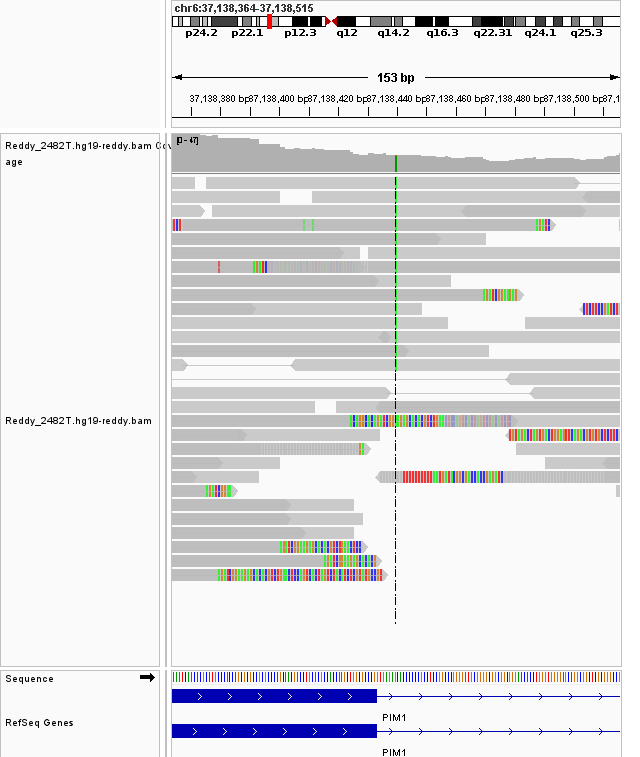 chr6:37,138,364-37,138,515
p24.2 p22.1 p12.3 q12 q14.2 q16.3 q22.31 q24.1 q25.3
153 bp
37,138,380 bp 37,138,400 bp 37,138,420 bp 37,138,440 bp 37,138,460 bp 37,138,480 bp 37,138,500 bp 37,1
Reddy_2482T.hg19-reddy.bam Cov
age
[0 - 47]
Reddy_2482T.hg19-reddy.bam
Sequence
PIM1
RefSeq Genes
PIM1